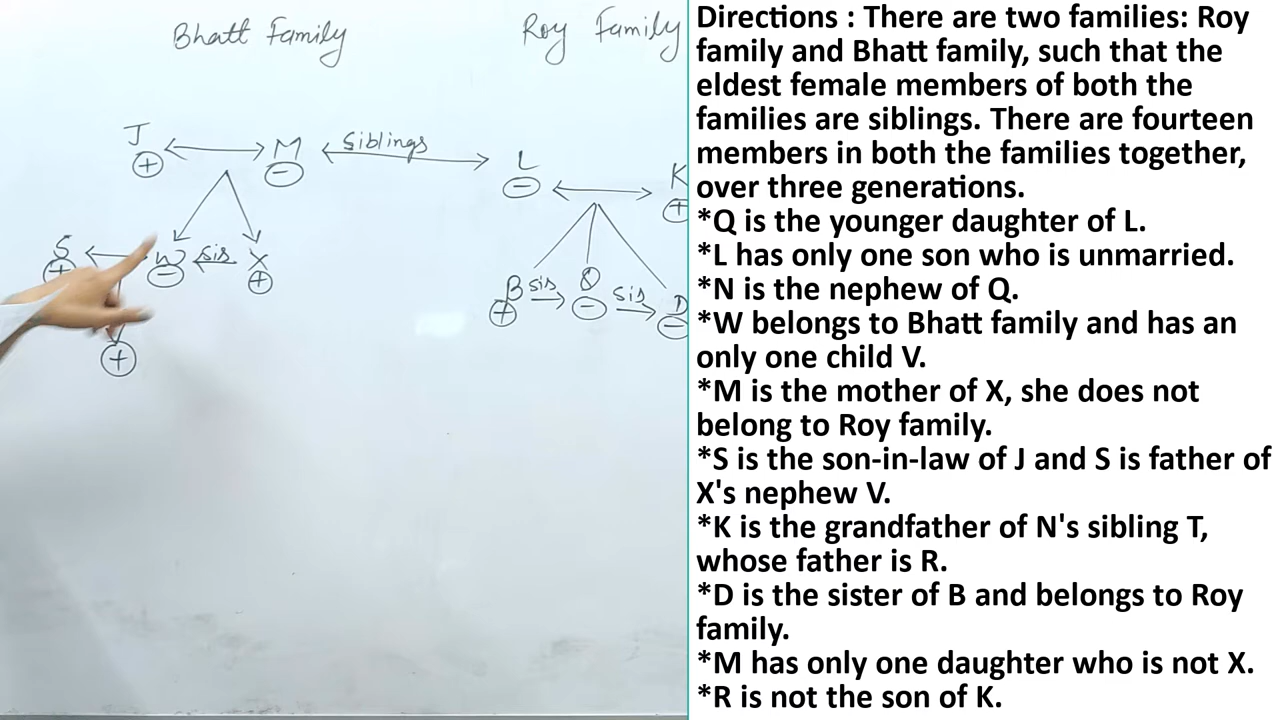 Bhatt Family
Roy Family
J
M
siblings
L
K
+
-
-
+
S
W
sis
X
+
-
+
B
sis
Q
sis
D
+
-
-
+
Directions : There are two families: Roy
family and Bhatt family, such that the
eldest female members of both the
families are siblings. There are fourteen
members in both the families together,
over three generations.
*Q is the younger daughter of L.
*L has only one son who is unmarried.
*N is the nephew of Q.
*W belongs to Bhatt family and has an
only one child V.
*M is the mother of X, she does not
belong to Roy family.
*S is the son-in-law of J and S is father of
X's nephew V.
*K is the grandfather of N's sibling T,
whose father is R.
*D is the sister of B and belongs to Roy
family.
*M has only one daughter who is not X.
*R is not the son of K.